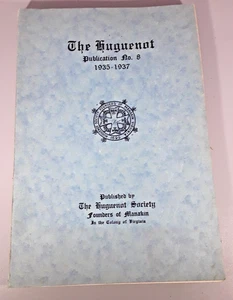 The Huguenot
Publication No. 8
1935-1937
Published by
The Huguenot Society
Founders of Manakin
In the Colony of Virginia